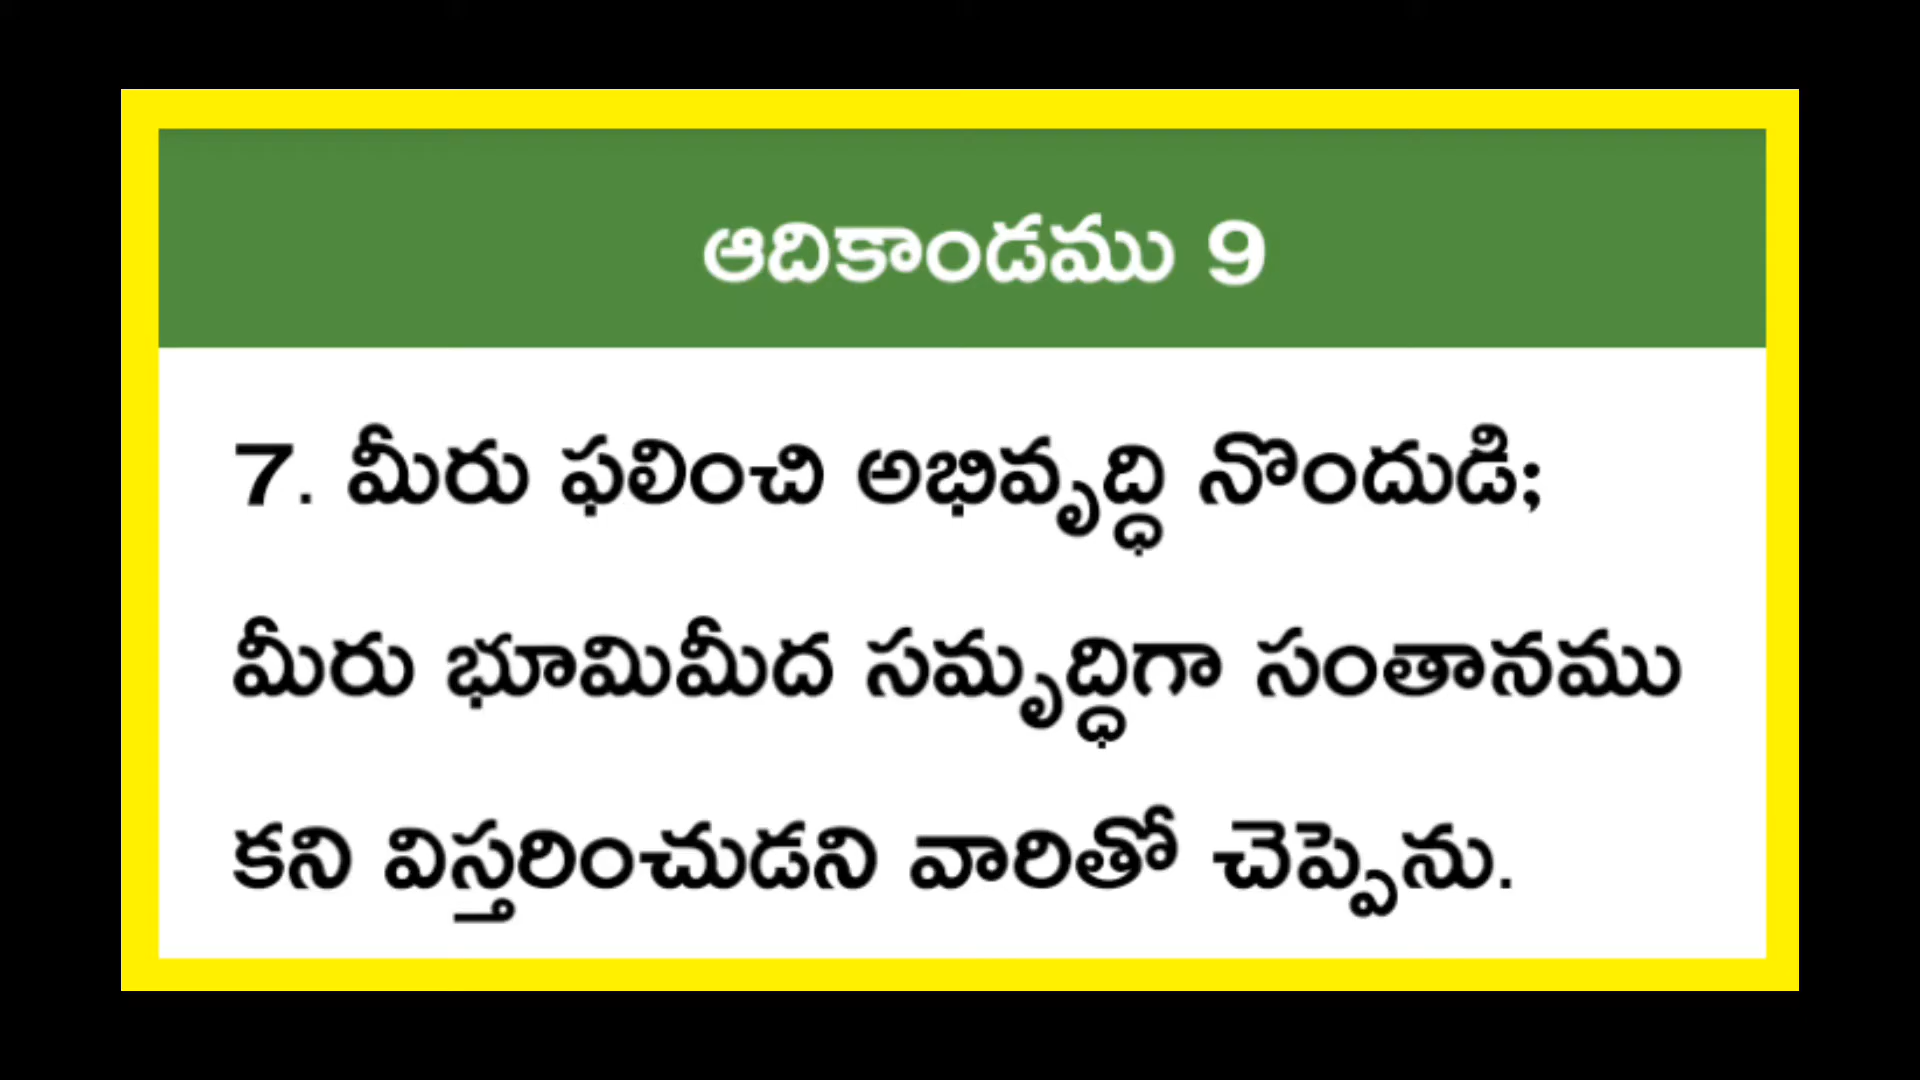 ఆదికాండము 9
7. మీరు ఫలించి అభివృద్ధి నొందుడి;
మీరు భూమిమీద సమృద్ధిగా సంతానము
కని విస్తరించుడని వారితో చెప్పెను.